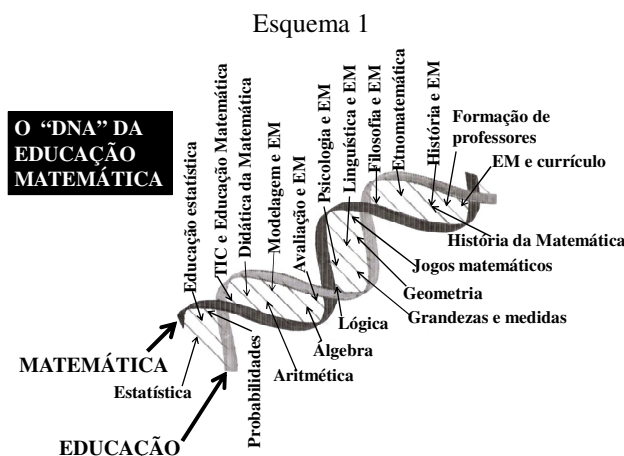 Esquema 1
O “DNA” DA
EDUCAÇÃO
MATEMÁTICA
Educação estatística
TIC e Educação Matemática
Didática da Matemática
Modelagem e EM
Avaliação e EM
Psicologia e EM
Linguística e EM
Filosofia e EM
Etnomatemática
História e EM
Formação de
professores
EM e currículo
História da Matemática
Jogos matemáticos
Geometria
Grandezas e medidas
Lógica
Álgebra
Aritmética
Probabilidades
Estatística
MATEMÁTICA
EDUCAÇÃO